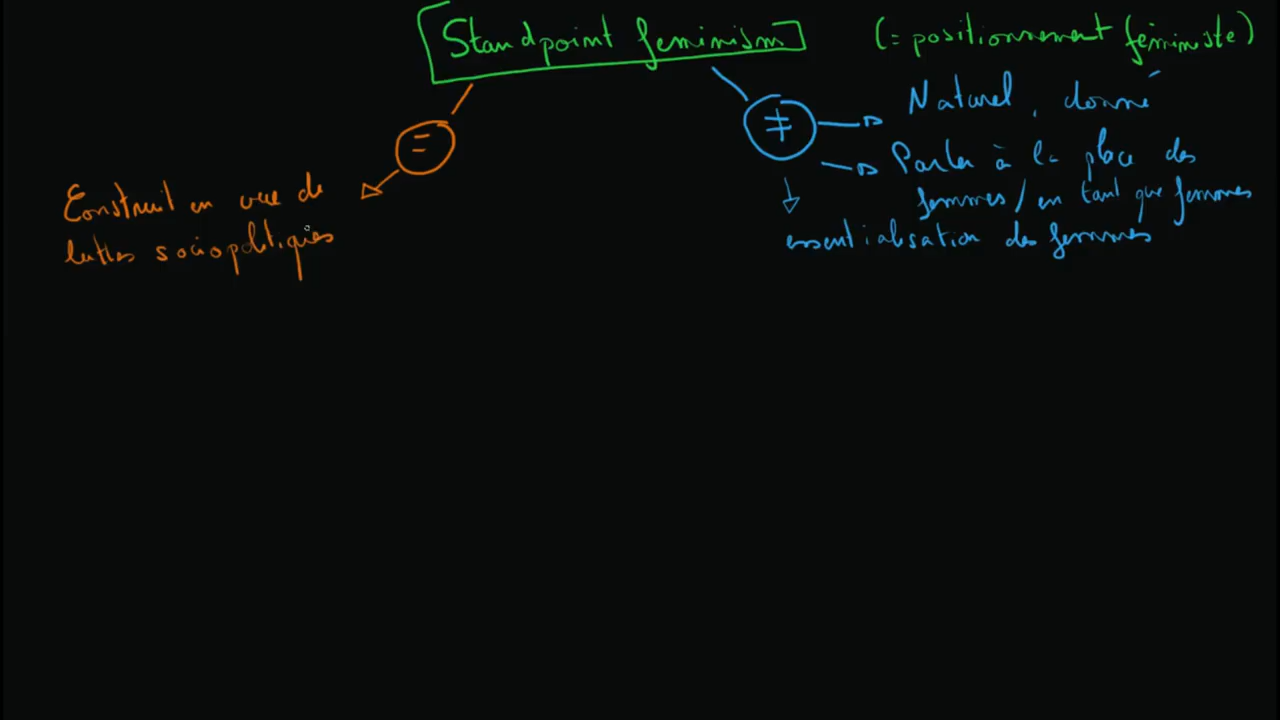 Standpoint feminism (= positionnement féministe)
=
≠
Naturel, donné
Parler à la place des
femmes / en tant que femmes
essentialisation des femmes
Construit en vue de
luttes sociopolitiques